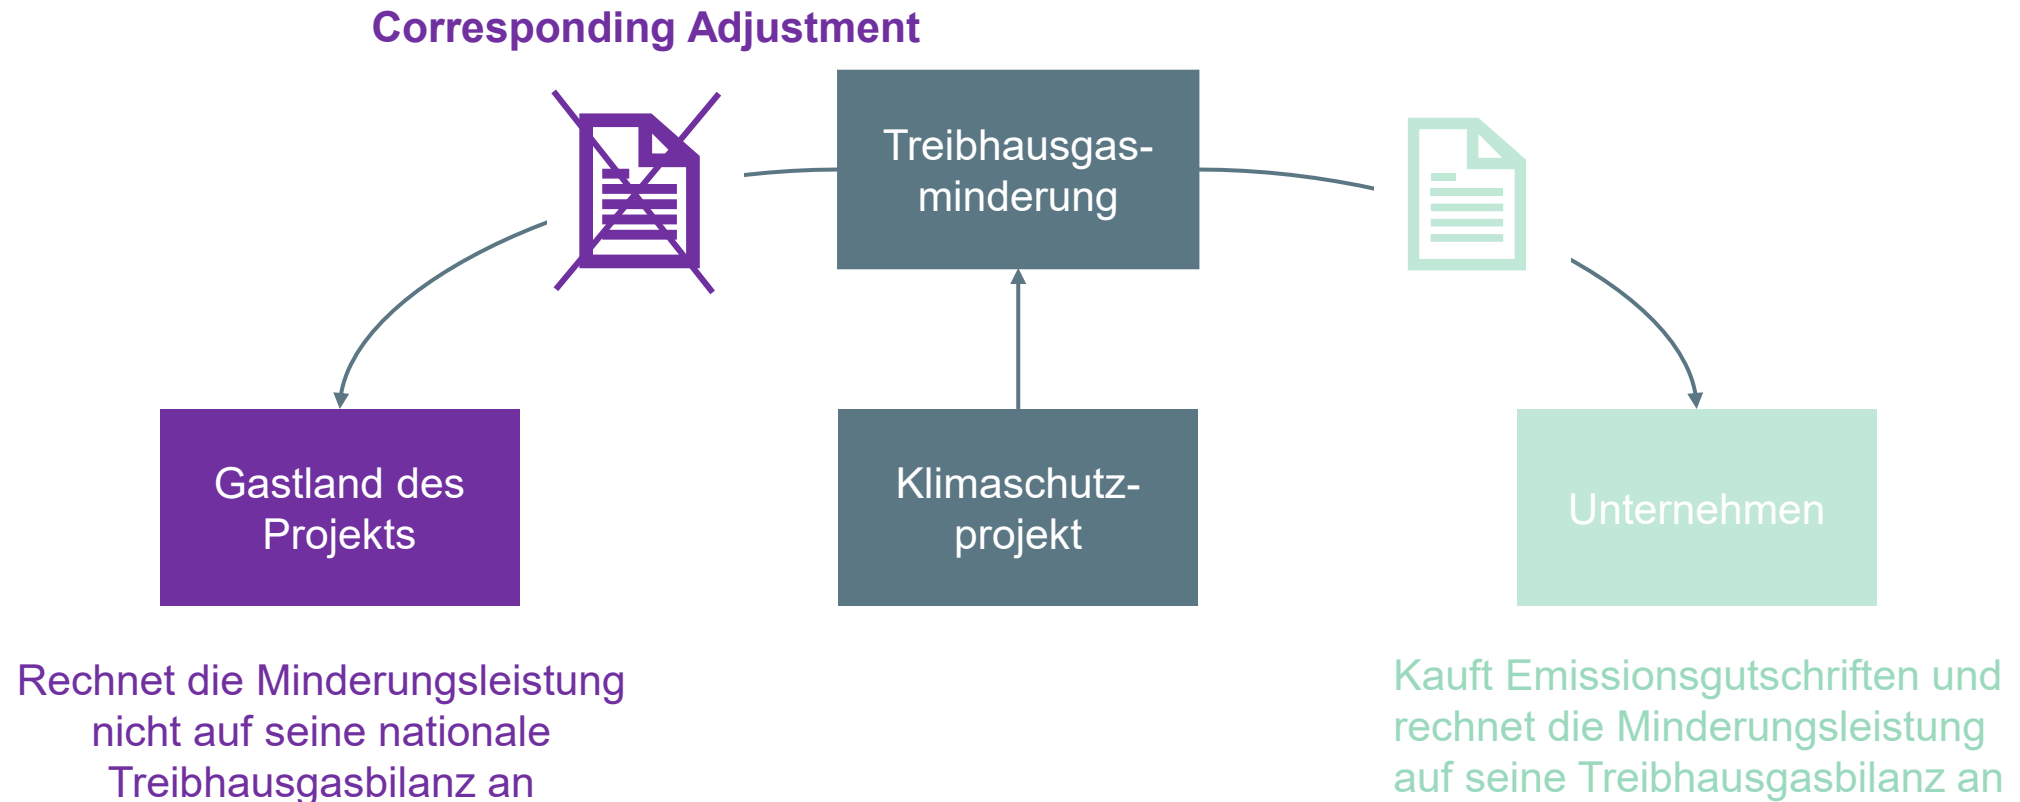 Corresponding Adjustment
Treibhausgas-
minderung
Gastland des
Projekts
Klimaschutz-
projekt
Unternehmen
Rechnet die Minderungsleistung
nicht auf seine nationale
Treibhausgasbilanz an
Kauft Emissionsgutschriften und
rechnet die Minderungsleistung
auf seine Treibhausgasbilanz an